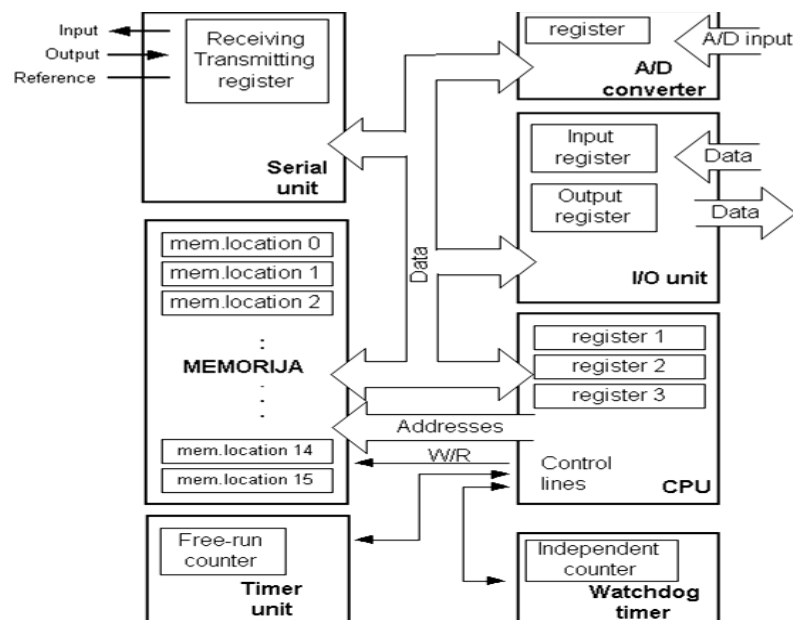 Input
Output
Reference
Receiving
Transmitting
register
Serial
unit
register
A/D input
A/D
converter
Input
register
Data
Output
register
Data
I/O unit
Data
mem.location 0
mem.location 1
mem.location 2
MEMORIJA
mem.location 14
mem.location 15
Addresses
W/R
register 1
register 2
register 3
Control
lines
CPU
Free-run
counter
Timer
unit
Independent
counter
Watchdog
timer